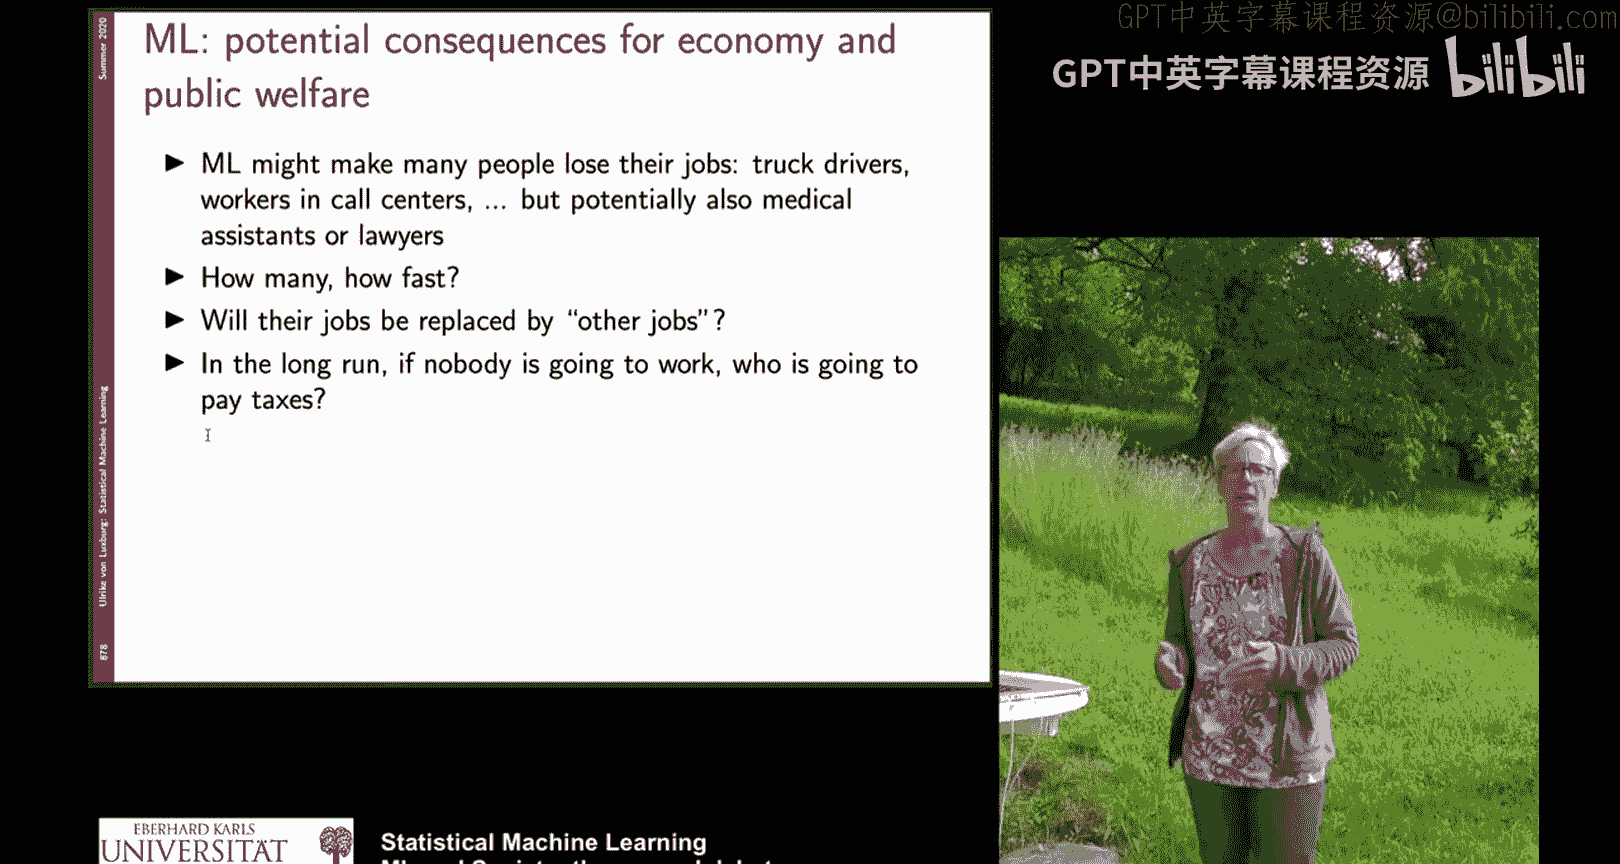 GPT中英字幕课程资源@bilibili.com
GPT中英字幕课程资源 bilibili
Summer 2020
ML: potential consequences for economy and
public welfare
▶ ML might make many people lose their jobs: truck drivers,
workers in call centers, ... but potentially also medical
assistants or lawyers
▶ How many, how fast?
▶ Will their jobs be replaced by “other jobs”?
▶ In the long run, if nobody is going to work, who is going to
pay taxes?
Ulrike von Luxburg: Statistical Machine Learning
878
EBERHARD KARLS
UNIVERSITÄT
Statistical Machine Learning